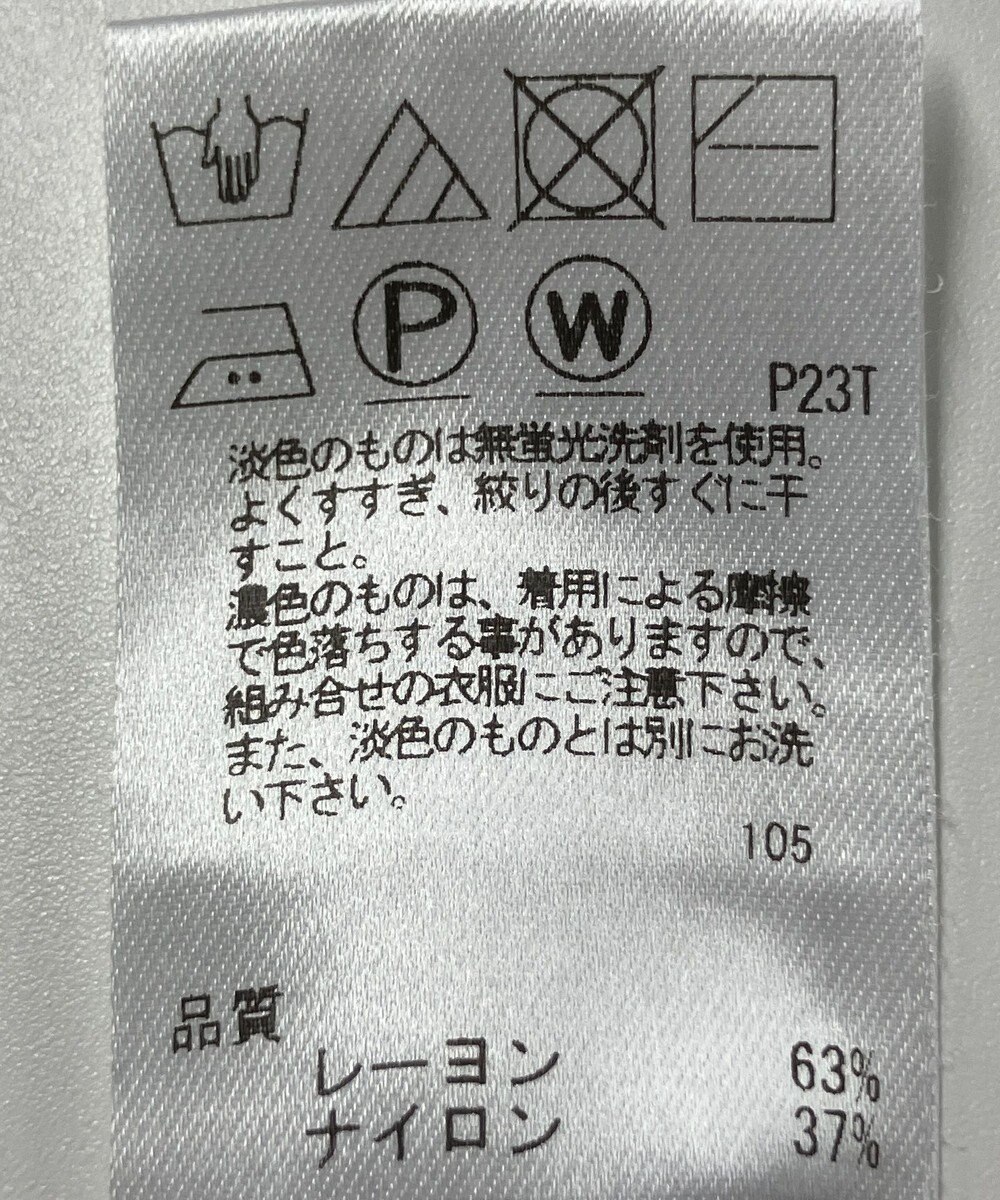 P W
P23T
淡色のものは無蛍光洗剤を使用。
よくすすぎ、絞りの後すぐに干
すこと。
濃色のものは、着用による摩擦
で色落ちする事がありますので、
組み合せの衣服にご注意下さい。
また、淡色のものとは別にお洗
い下さい。
105
品質
レーヨン 63%
ナイロン 37%